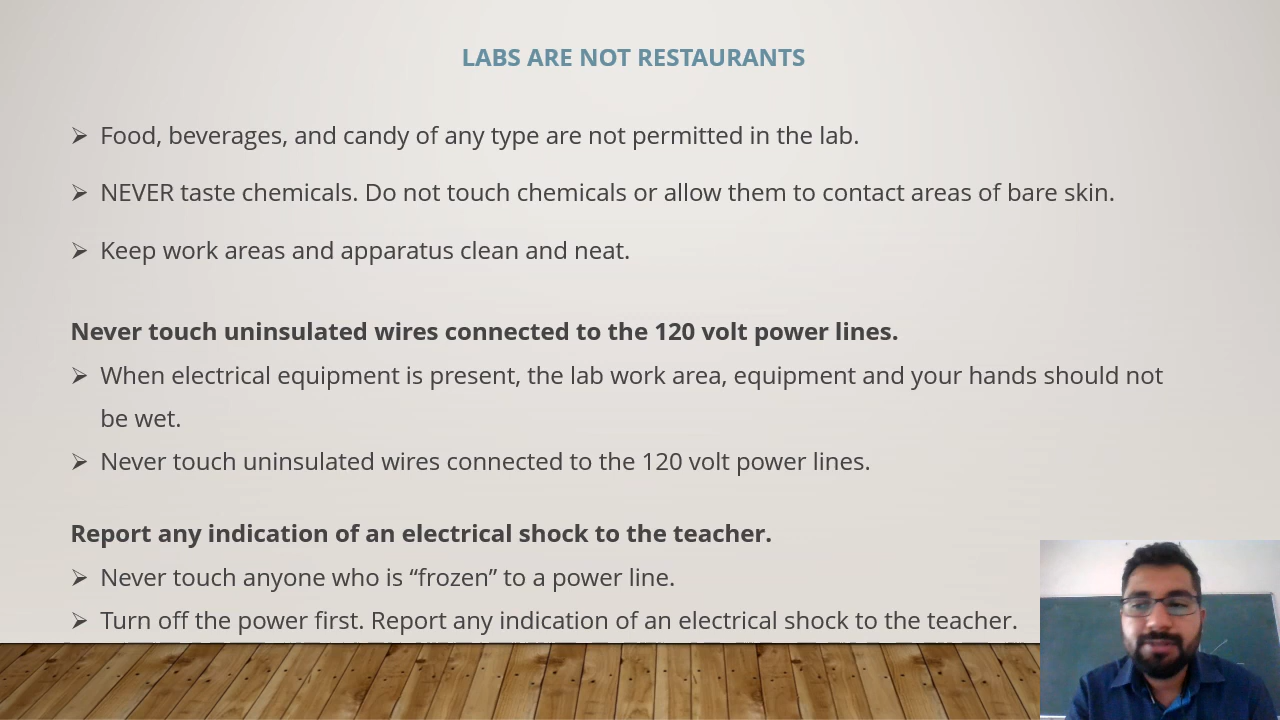 LABS ARE NOT RESTAURANTS
➢ Food, beverages, and candy of any type are not permitted in the lab.
➢ NEVER taste chemicals. Do not touch chemicals or allow them to contact areas of bare skin.
➢ Keep work areas and apparatus clean and neat.
Never touch uninsulated wires connected to the 120 volt power lines.
➢ When electrical equipment is present, the lab work area, equipment and your hands should not
be wet.
➢ Never touch uninsulated wires connected to the 120 volt power lines.
Report any indication of an electrical shock to the teacher.
➢ Never touch anyone who is “frozen” to a power line.
➢ Turn off the power first. Report any indication of an electrical shock to the teacher.